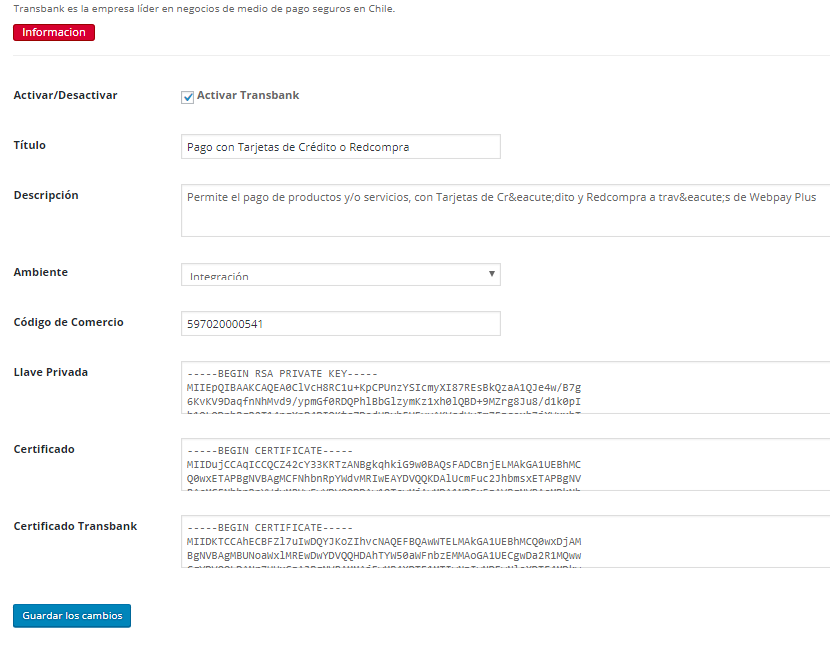 Transbank es la empresa líder en negocios de medio de pago seguros en Chile.
Informacion
Activar/Desactivar
Activar Transbank
Título
Pago con Tarjetas de Crédito o Redcompra
Descripción
Permite el pago de productos y/o servicios, con Tarjetas de Cr&eacute;dito y Redcompra a trav&eacute;s de Webpay Plus
Ambiente
Integración
Código de Comercio
597020000541
Llave Privada
-----BEGIN RSA PRIVATE KEY-----
MIIEpQIBAAKCAQEA0ClVcH8RC1u+KpCPUnzYSIcmyXI87REsBkQzaA1QJe4w/B7g
6KvKV9DaqfnNhMvd9/ypmGf0RDQPhlBbGlzymKz1xh0lQBD+9MZrg8Ju8/d1k0pI
Certificado
-----BEGIN CERTIFICATE-----
MIIDujCCAqICCQCZ42cY33KRTzANBgkqhkiG9w0BAQsFADCBnjELMAkGA1UEBhMC
Q0wxETAPBgNVBAgMCFNhbnRpYWdvMRIwEAYDVQQKDAlUcmFuc2JhbmsxETAPBgNV
Certificado Transbank
-----BEGIN CERTIFICATE-----
MIIDKTCCAhECBFZl7uIwDQYJKoZIhvcNAQEFBQAwWTELMAkGA1UEBhMCQ0wxDjAM
BgNVBAgMBUNoaWxlMREwDwYDVQQHDAhTYW50aWFnbzEMMAoGA1UECgwDa2R1MQww
Guardar los cambios